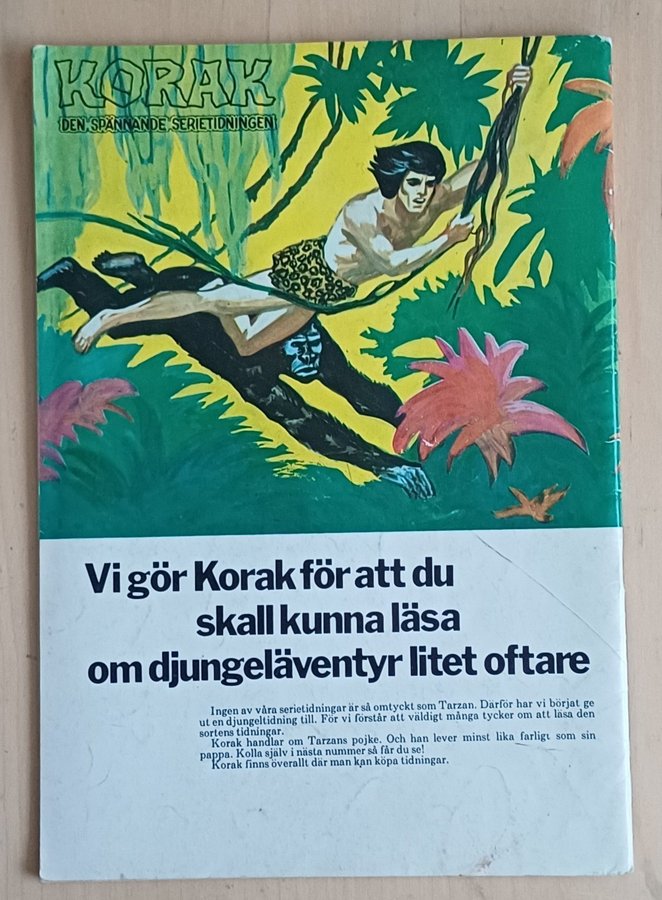 KORAK
DEN SPÄNNANDE SERIETIDNINGEN
Vi gör Korak för att du
skall kunna läsa
om djungeläventyr litet oftare
Ingen av våra serietidningar är så omtyckt som Tarzan. Därför har vi börjat ge
ut en djungeltidning till. För vi förstår att väldigt många tycker om att läsa den
sortens tidningar.
Korak handlar om Tarzans pojke. Och han lever minst lika farligt som sin
pappa. Kolla själv i nästa nummer så får du se!
Korak finns överallt där man kan köpa tidningar.